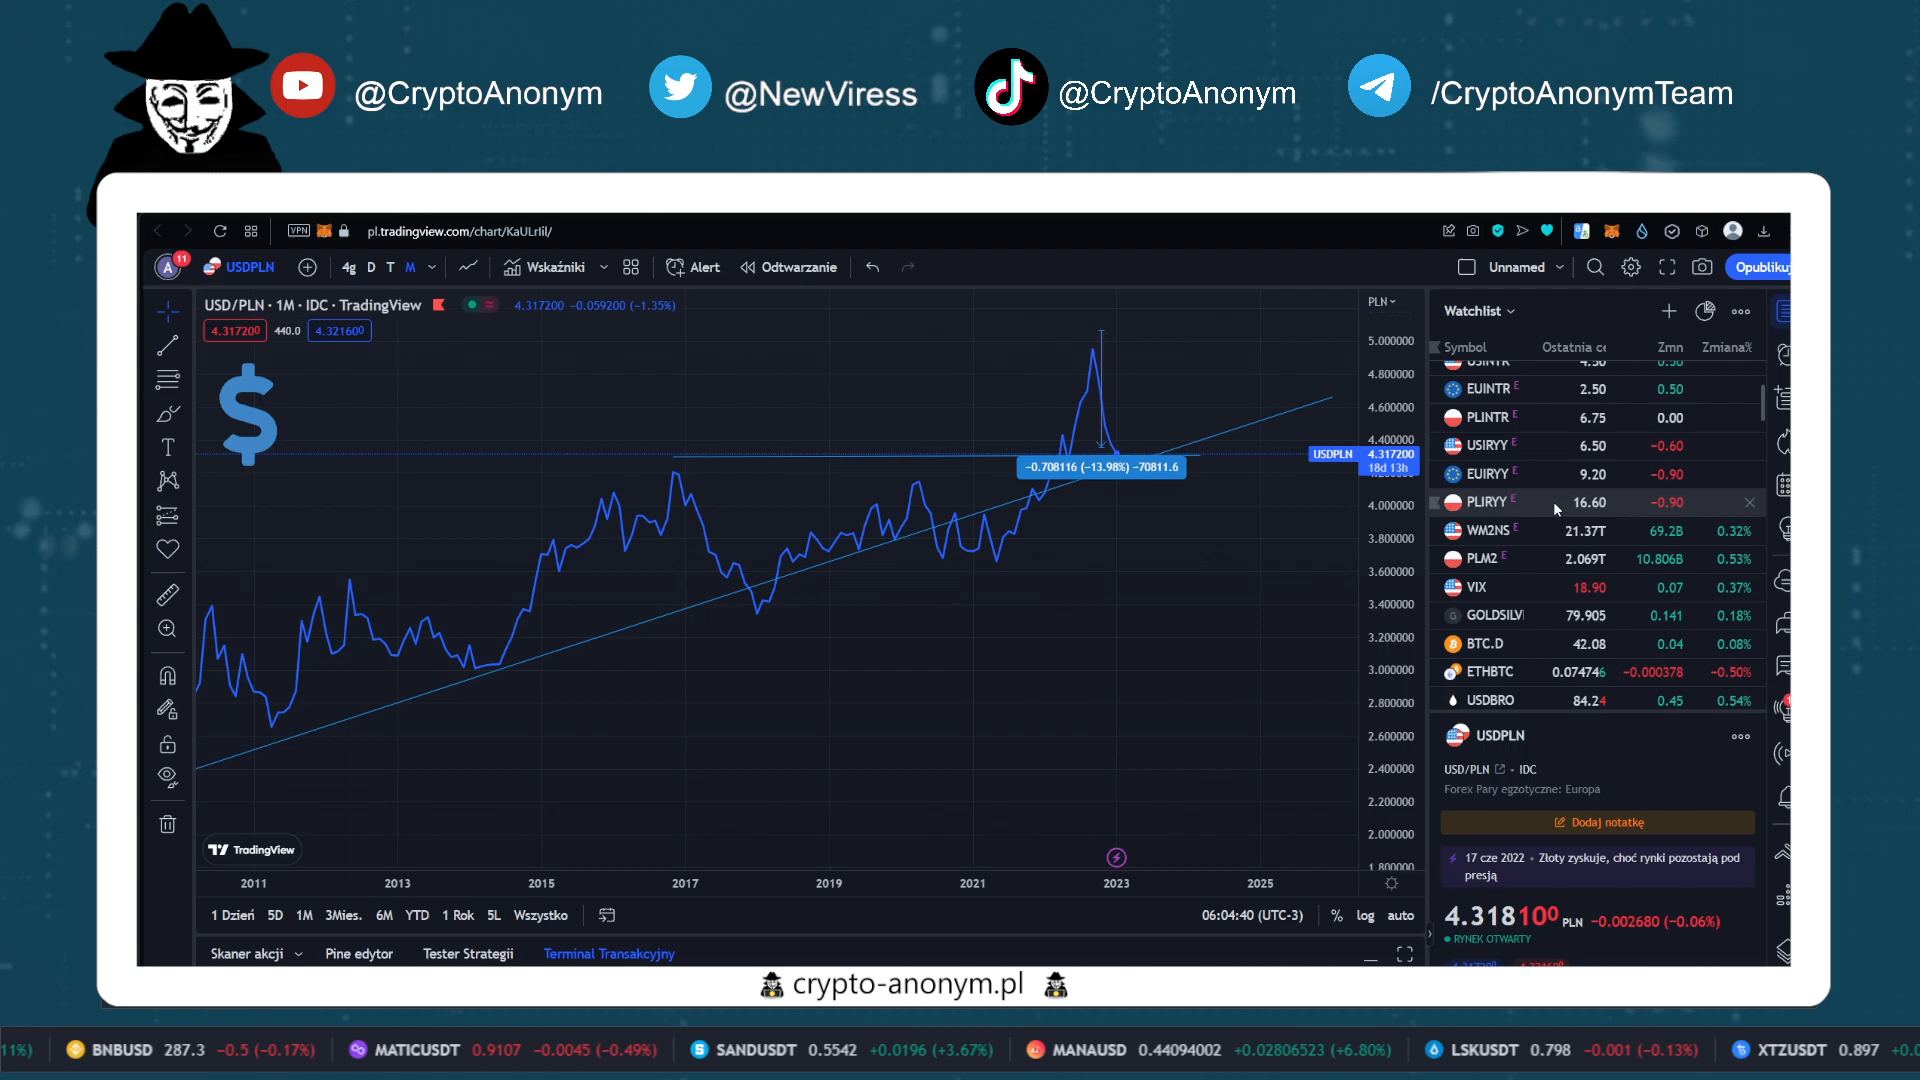 @CryptoAnonym @NewViress @CryptoAnonym /CryptoAnonymTeam
VPN pl.tradingview.com/chart/KaULrlil/
A 11 USDPLN 4g D T M Wskaźniki Alert Odtwarzanie Unnamed Opublikuj
USD/PLN · 1M · IDC · TradingView 4.317200 −0.059200 (−1.35%)
4.317200 440.0 4.321600
PLN
$
5.000000
4.800000
4.600000
4.400000
USDPLN 4.317200
18d 13h
−0.708116 (−13.98%) −70811.6
4.000000
3.800000
3.600000
3.400000
3.200000
3.000000
2.800000
2.600000
2.400000
2.200000
2.000000
1.800000
TradingView
2011 2013 2015 2017 2019 2021 2023 2025
1 Dzień 5D 1M 3Mies. 6M YTD 1 Rok 5L Wszystko 06:04:40 (UTC-3) % log auto
Skaner akcji Pine edytor Tester Strategii Terminal Transakcyjny
Watchlist
Symbol Ostatnia ce Zmn Zmiana%
USINTR 4.50 0.50
EUINTR E 2.50 0.50
PLINTR E 6.75 0.00
USIRYY E 6.50 −0.60
EUIRYY E 9.20 −0.90
PLIRYY E 16.60 −0.90
WM2NS E 21.37T 69.2B 0.32%
PLM2 E 2.069T 10.806B 0.53%
VIX 18.90 0.07 0.37%
GOLDSILV 79.905 0.141 0.18%
BTC.D 42.08 0.04 0.08%
ETHBTC 0.074746 −0.000378 −0.50%
USDBRO 84.24 0.45 0.54%
USDPLN
USD/PLN · IDC
Forex Pary egzotyczne: Europa
Dodaj notatkę
17 cze 2022 · Złoty zyskuje, choć rynki pozostają pod
presją
4.318100 PLN −0.002680 (−0.06%)
RYNEK OTWARTY
crypto-anonym.pl
11%) BNBUSD 287.3 −0.5 (−0.17%) MATICUSDT 0.9107 −0.0045 (−0.49%) SANDUSDT 0.5542 +0.0196 (+3.67%) MANAUSD 0.44094002 +0.02806523 (+6.80%) LSKUSDT 0.798 −0.001 (−0.13%) XTZUSDT 0.897 +0.0